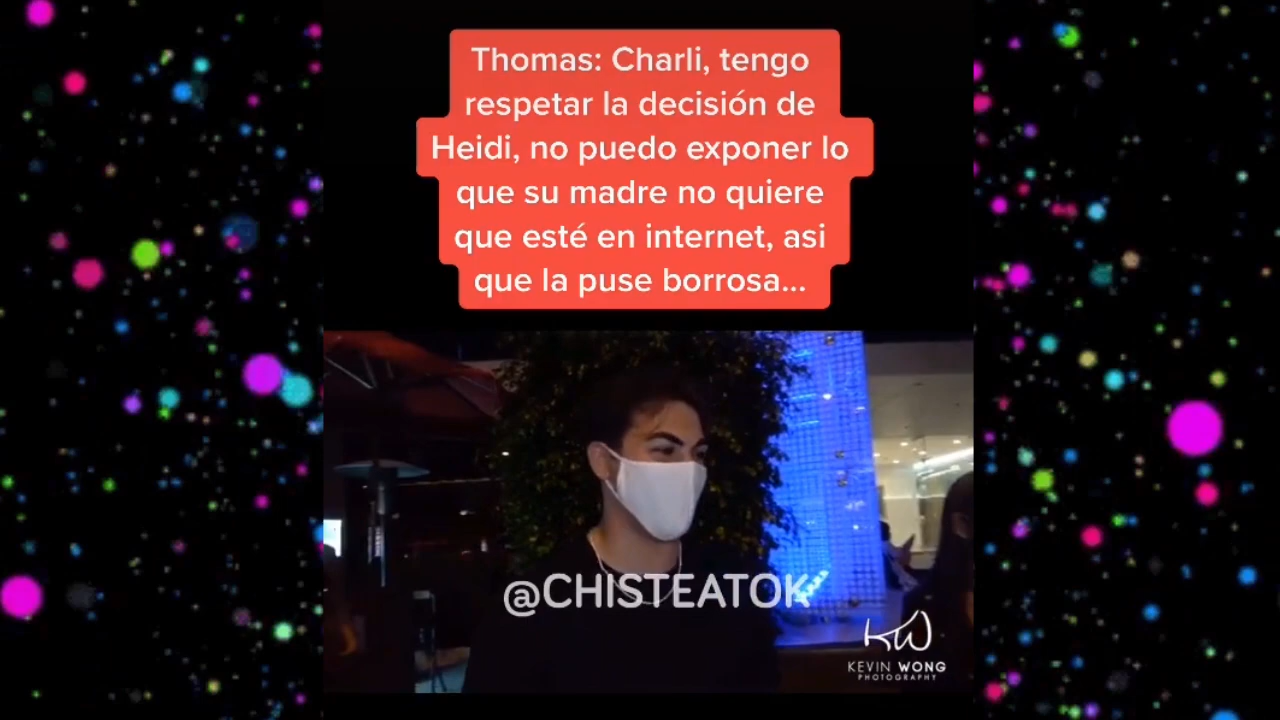 Thomas: Charli, tengo
respetar la decisión de
Heidi, no puedo exponer lo
que su madre no quiere
que esté en internet, asi
que la puse borrosa...
@CHISTEATOK
KW
KEVIN WONG
PHOTOGRAPHY